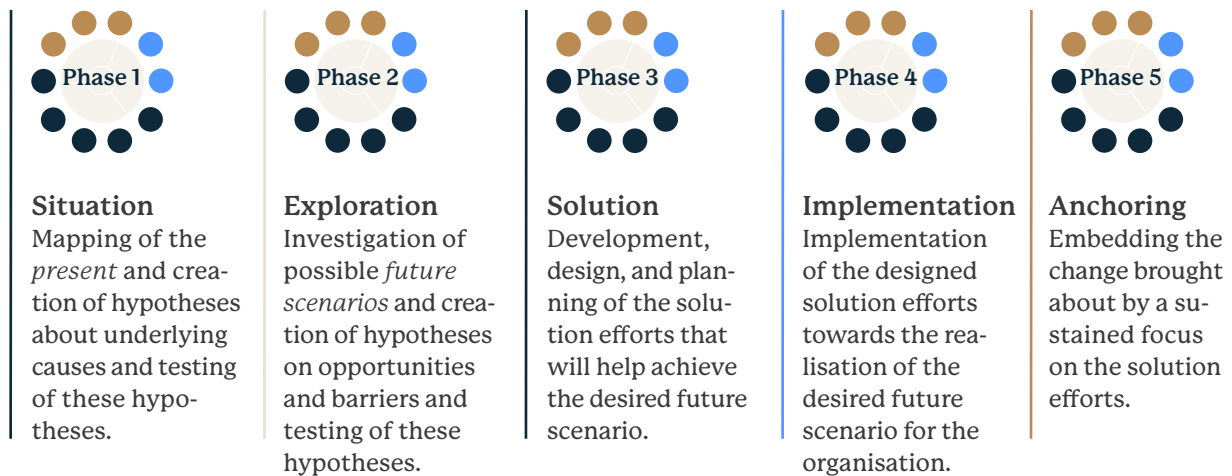 Phase 1
Phase 2
Phase 3
Phase 4
Phase 5
Situation
Mapping of the
present and crea-
tion of hypotheses
about underlying
causes and testing
of these hypo-
theses.
Exploration
Investigation of
possible future
scenarios and crea-
tion of hypotheses
on opportunities
and barriers and
testing of these
hypotheses.
Solution
Development,
design, and plan-
ning of the solu-
tion efforts that
will help achieve
the desired future
scenario.
Implementation
Implementation
of the designed
solution efforts
towards the rea-
lisation of the
desired future
scenario for the
organisation.
Anchoring
Embedding the
change brought
about by a su-
stained focus
on the solution
efforts.